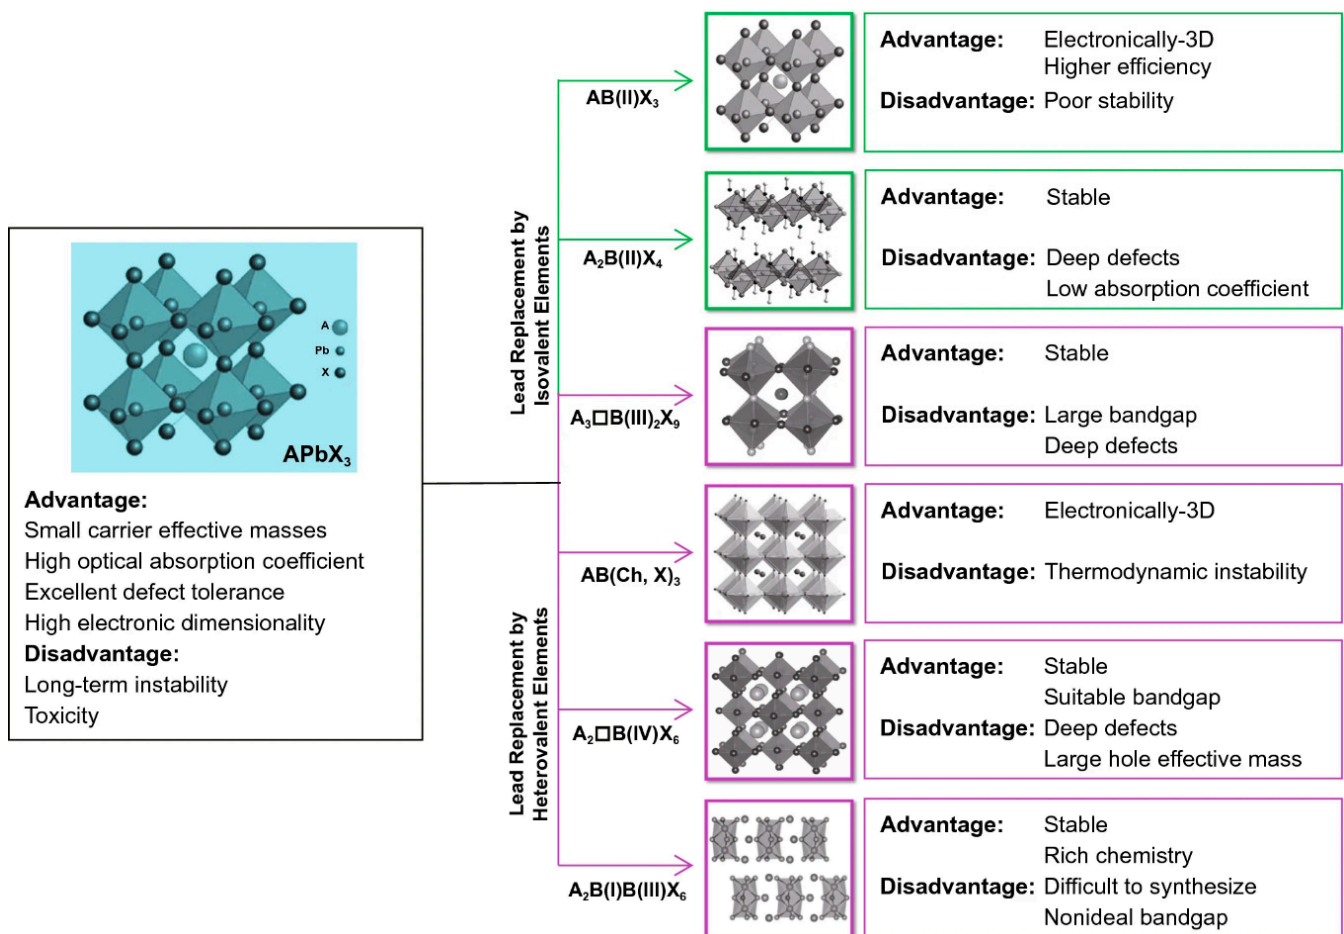 A
Pb
X
APbX₃
Advantage:
Small carrier effective masses
High optical absorption coefficient
Excellent defect tolerance
High electronic dimensionality
Disadvantage:
Long-term instability
Toxicity
Lead Replacement by
Isovalent Elements
Lead Replacement by
Heterovalent Elements
AB(II)X₃
Advantage: Electronically-3D
Higher efficiency
Disadvantage: Poor stability
A₂B(II)X₄
Advantage: Stable
Disadvantage: Deep defects
Low absorption coefficient
A₃□B(III)₂X₉
Advantage: Stable
Disadvantage: Large bandgap
Deep defects
AB(Ch, X)₃
Advantage: Electronically-3D
Disadvantage: Thermodynamic instability
A₂□B(IV)X₆
Advantage: Stable
Suitable bandgap
Disadvantage: Deep defects
Large hole effective mass
A₂B(I)B(III)X₆
Advantage: Stable
Rich chemistry
Disadvantage: Difficult to synthesize
Nonideal bandgap